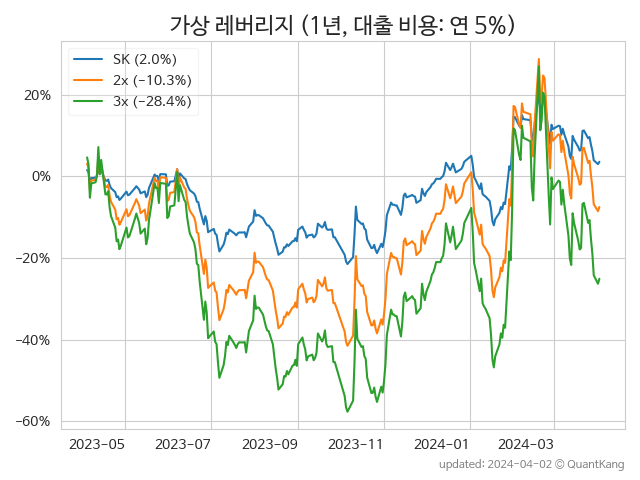 가상 레버리지 (1년, 대출 비용: 연 5%)
SK (2.0%)
2x (−10.3%)
3x (−28.4%)
20%
0%
−20%
−40%
−60%
2023−05 2023−07 2023−09 2023−11 2024−01 2024−03
updated: 2024-04-02 © QuantKang